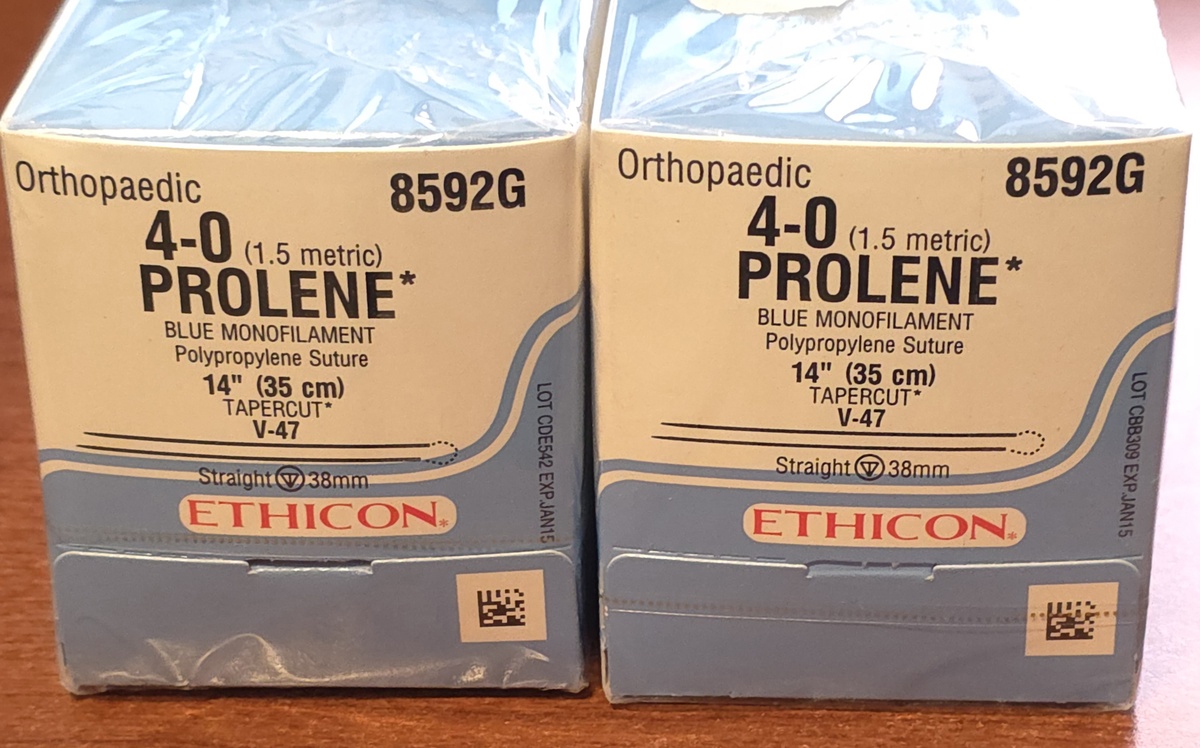 Orthopaedic 8592G
4-0 (1.5 metric)
PROLENE*
BLUE MONOFILAMENT
Polypropylene Suture
14" (35 cm)
TAPERCUT*
V-47
Straight 38mm
ETHICON*
LOT CDE542 EXP.JAN15
Orthopaedic 8592G
4-0 (1.5 metric)
PROLENE*
BLUE MONOFILAMENT
Polypropylene Suture
14" (35 cm)
TAPERCUT*
V-47
Straight 38mm
ETHICON*
LOT CBB309 EXP.JAN15